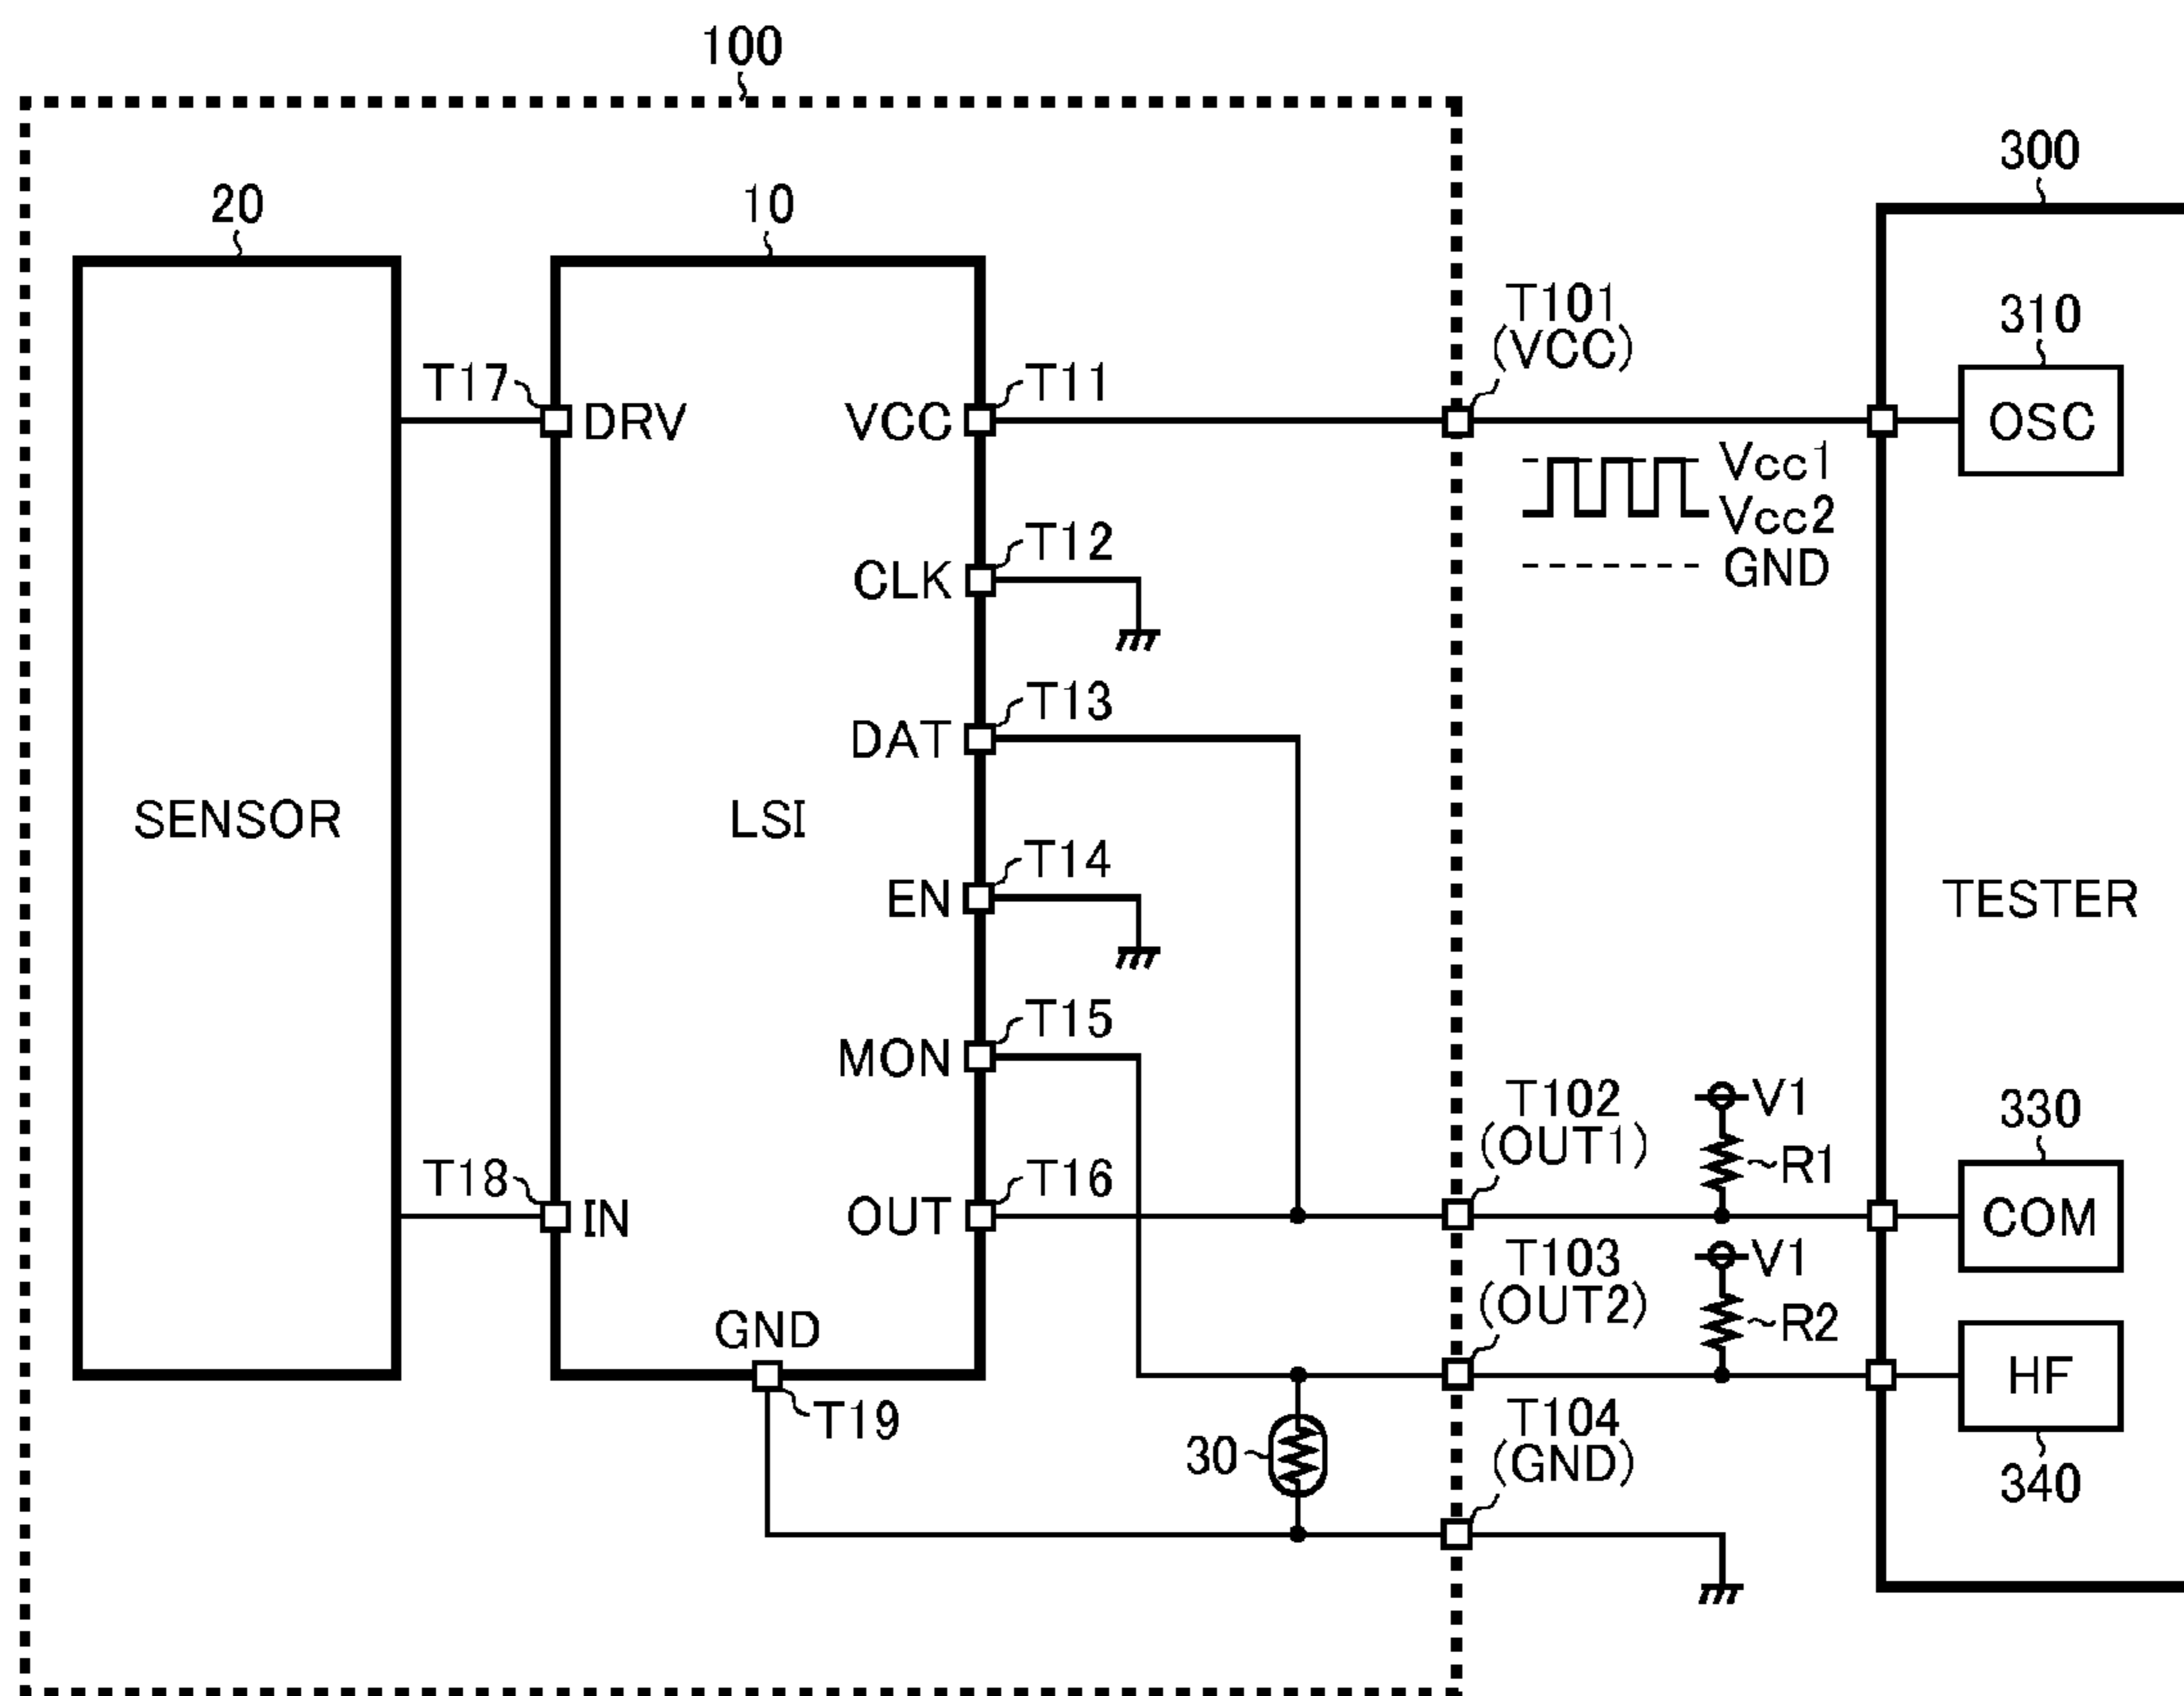 100
300
20
10
T101
(VCC)
310
T17
DRV
VCC
T11
OSC
Vcc1
Vcc2
GND
T12
CLK
T13
DAT
SENSOR
LSI
T14
EN
TESTER
T15
MON
T102
(OUT1)
V1
330
~R1
T18
IN
OUT
T16
COM
T103
(OUT2)
V1
~R2
GND
T19
HF
30
T104
(GND)
340